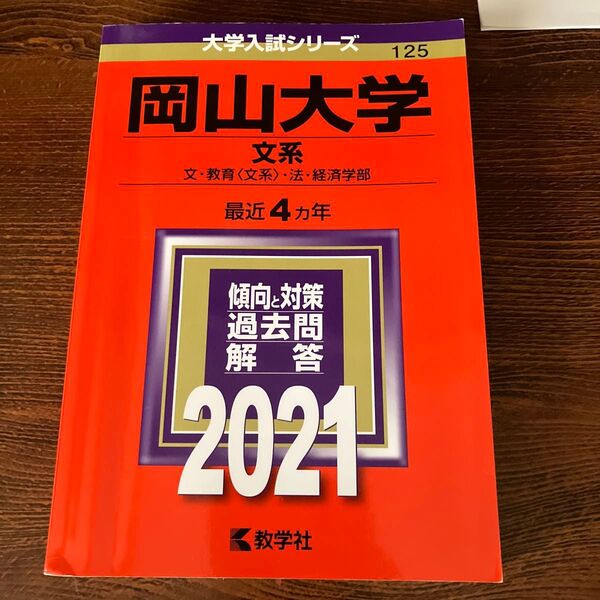 大学入試シリーズ
125
岡山大学
文系
文・教育〈文系〉・法・経済学部
最近4カ年
傾向と対策
過去問
解答
2021
教学社